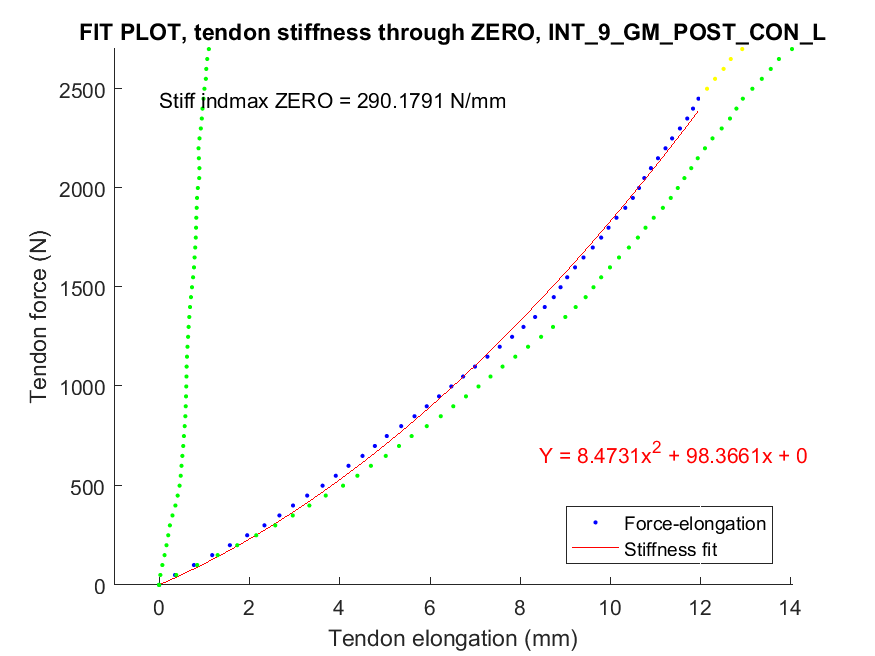 FIT PLOT, tendon stiffness through ZERO, INT_9_GM_POST_CON_L
Stiff indmax ZERO = 290.1791 N/mm
2500
2000
1500
1000
500
0
Tendon force (N)
Y = 8.4731x² + 98.3661x + 0
Force-elongation
Stiffness fit
0 2 4 6 8 10 12 14
Tendon elongation (mm)